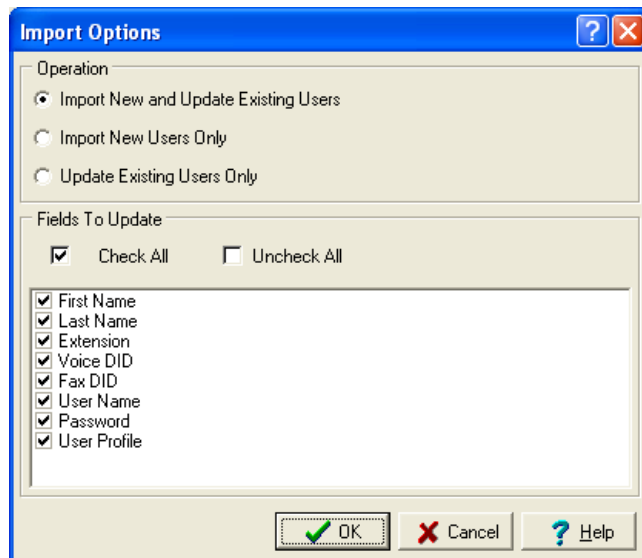 Import Options
Operation
Import New and Update Existing Users
Import New Users Only
Update Existing Users Only
Fields To Update
Check All Uncheck All
First Name
Last Name
Extension
Voice DID
Fax DID
User Name
Password
User Profile
OK Cancel Help